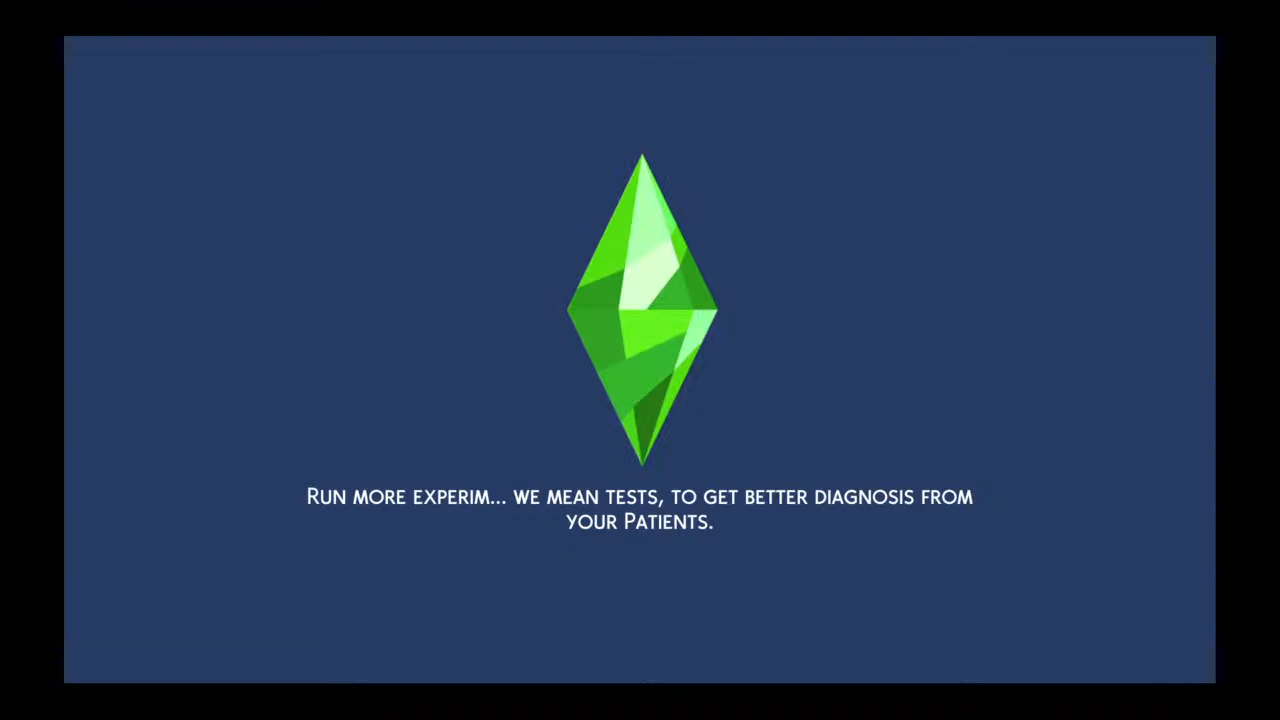 Run more experim... we mean tests, to get better diagnosis from
your Patients.